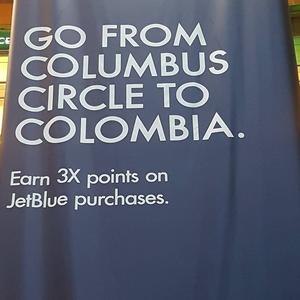 GO FROM
COLUMBUS
CIRCLE TO
COLOMBIA.
Earn 3X points on
JetBlue purchases.